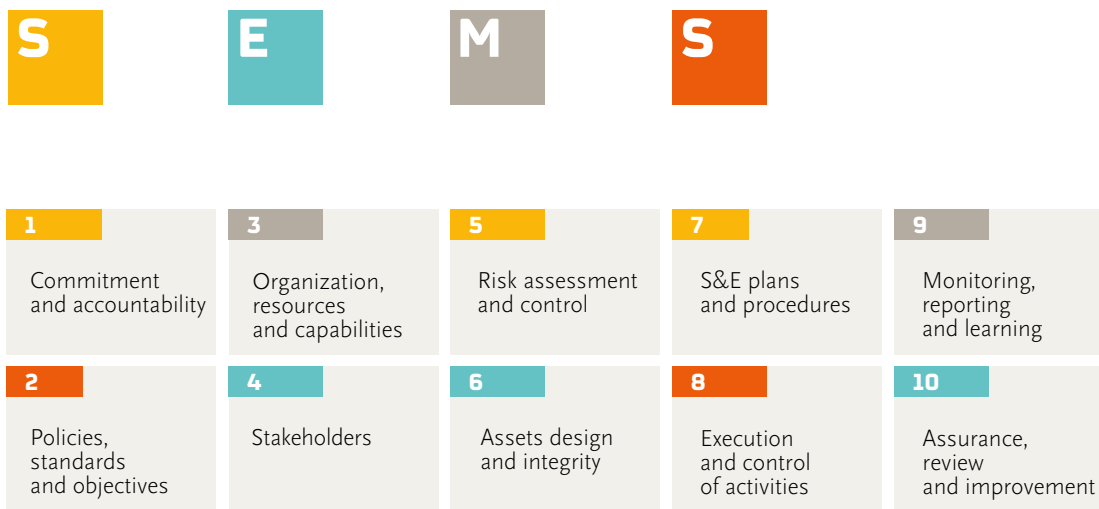 S
E
M
S
1
Commitment
and accountability
3
Organization,
resources
and capabilities
5
Risk assessment
and control
7
S&E plans
and procedures
9
Monitoring,
reporting
and learning
2
Policies,
standards
and objectives
4
Stakeholders
6
Assets design
and integrity
8
Execution
and control
of activities
10
Assurance,
review
and improvement